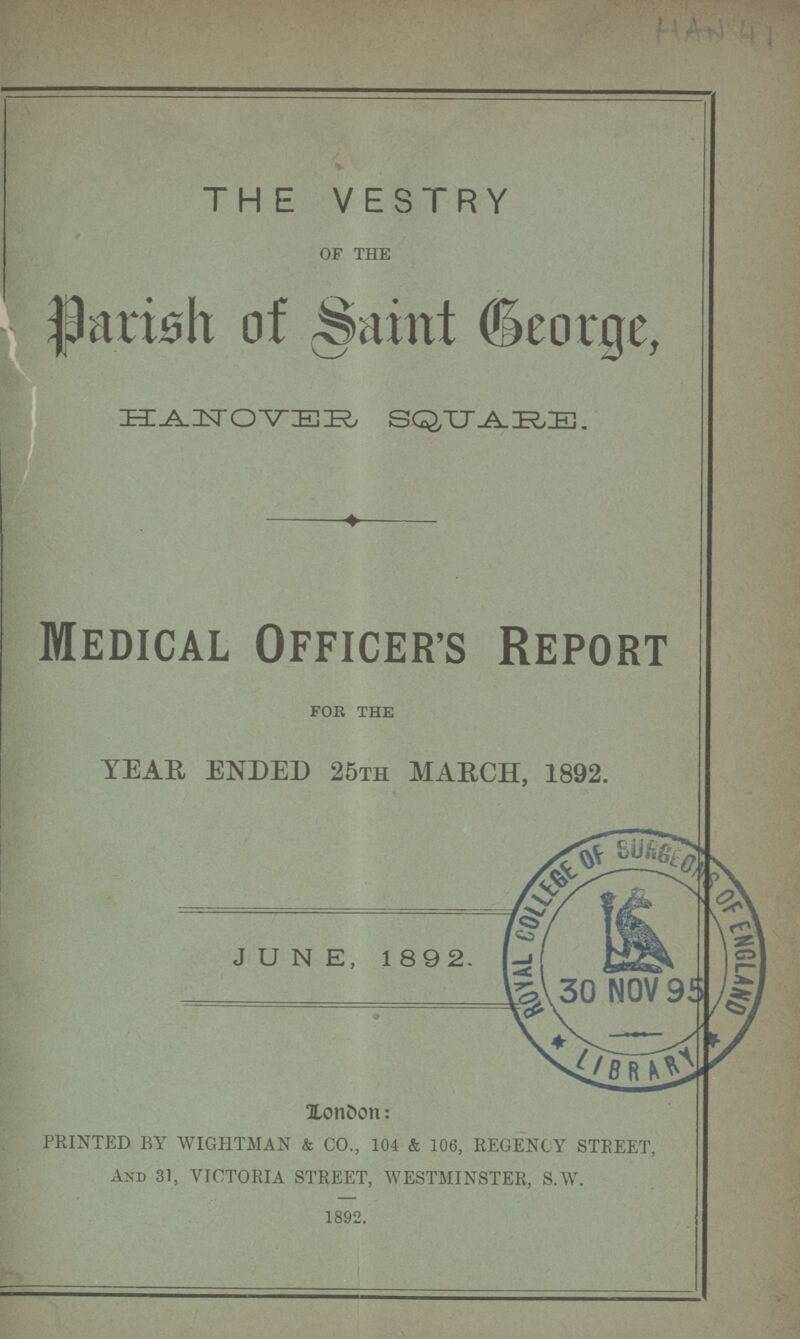 HAN 41
THE VESTRY
OF THE
Parish of Saint George,
HANOVER SQUARE.
MEDICAL OFFICER'S REPORT
FOR THE
YEAR ENDED 25TH MARCH, 1892.
JUNE, 1892.
ROYAL COLLEGE OF SURGEONS OF ENGLAND
30 NOV 95
LIBRARY
London:
PRINTED BY WIGHTMAN & CO., 104 & 106, REGENCY STREET,
AND 31, VICTORIA STREET, WESTMINSTER, S.W.
1892.